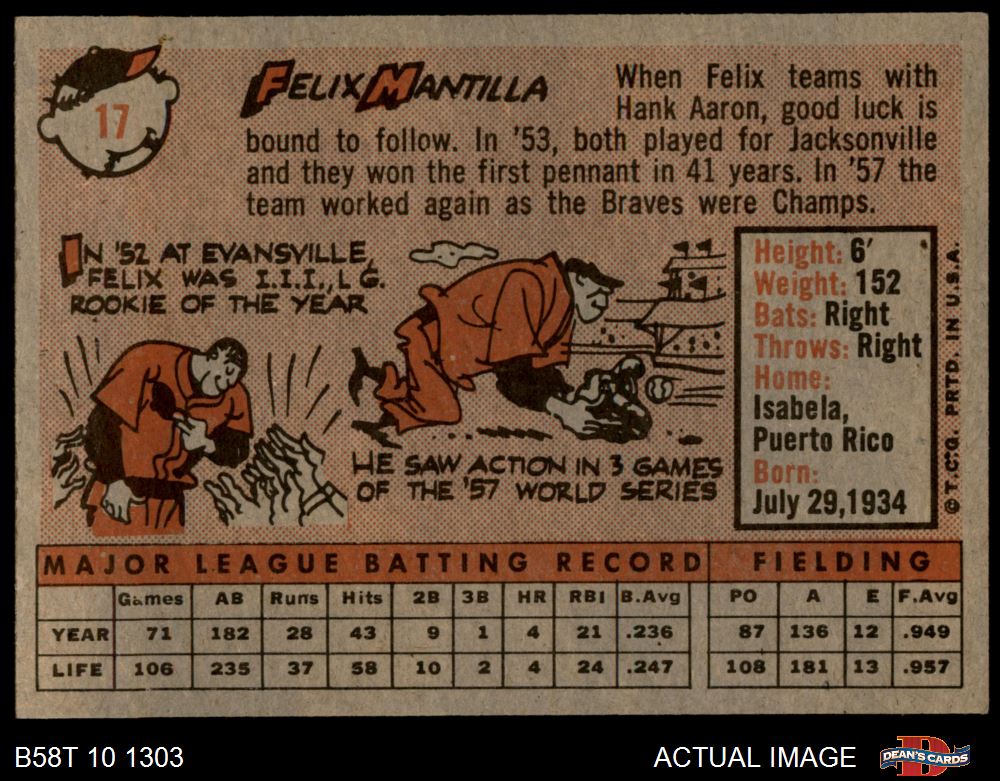 17
FELIX MANTILLA
When Felix teams with
Hank Aaron, good luck is
bound to follow. In '53, both played for Jacksonville
and they won the first pennant in 41 years. In '57 the
team worked again as the Braves were Champs.
IN '52 AT EVANSVILLE,
FELIX WAS I.I.I., L G.
ROOKIE OF THE YEAR
HE SAW ACTION IN 3 GAMES
OF THE '57 WORLD SERIES
Height: 6'
Weight: 152
Bats: Right
Throws: Right
Home:
Isabela,
Puerto Rico
Born:
July 29, 1934
© T.C.G. PRTD. IN U.S.A.
MAJOR LEAGUE BATTING RECORD FIELDING
Games AB Runs Hits 2B 3B HR RBI B.Avg PO A E F.Avg
YEAR 71 182 28 43 9 1 4 21 .236 87 136 12 .949
LIFE 106 235 37 58 10 2 4 24 .247 108 181 13 .957
B58T 10 1303
ACTUAL IMAGE
D
DEAN'S CARDS